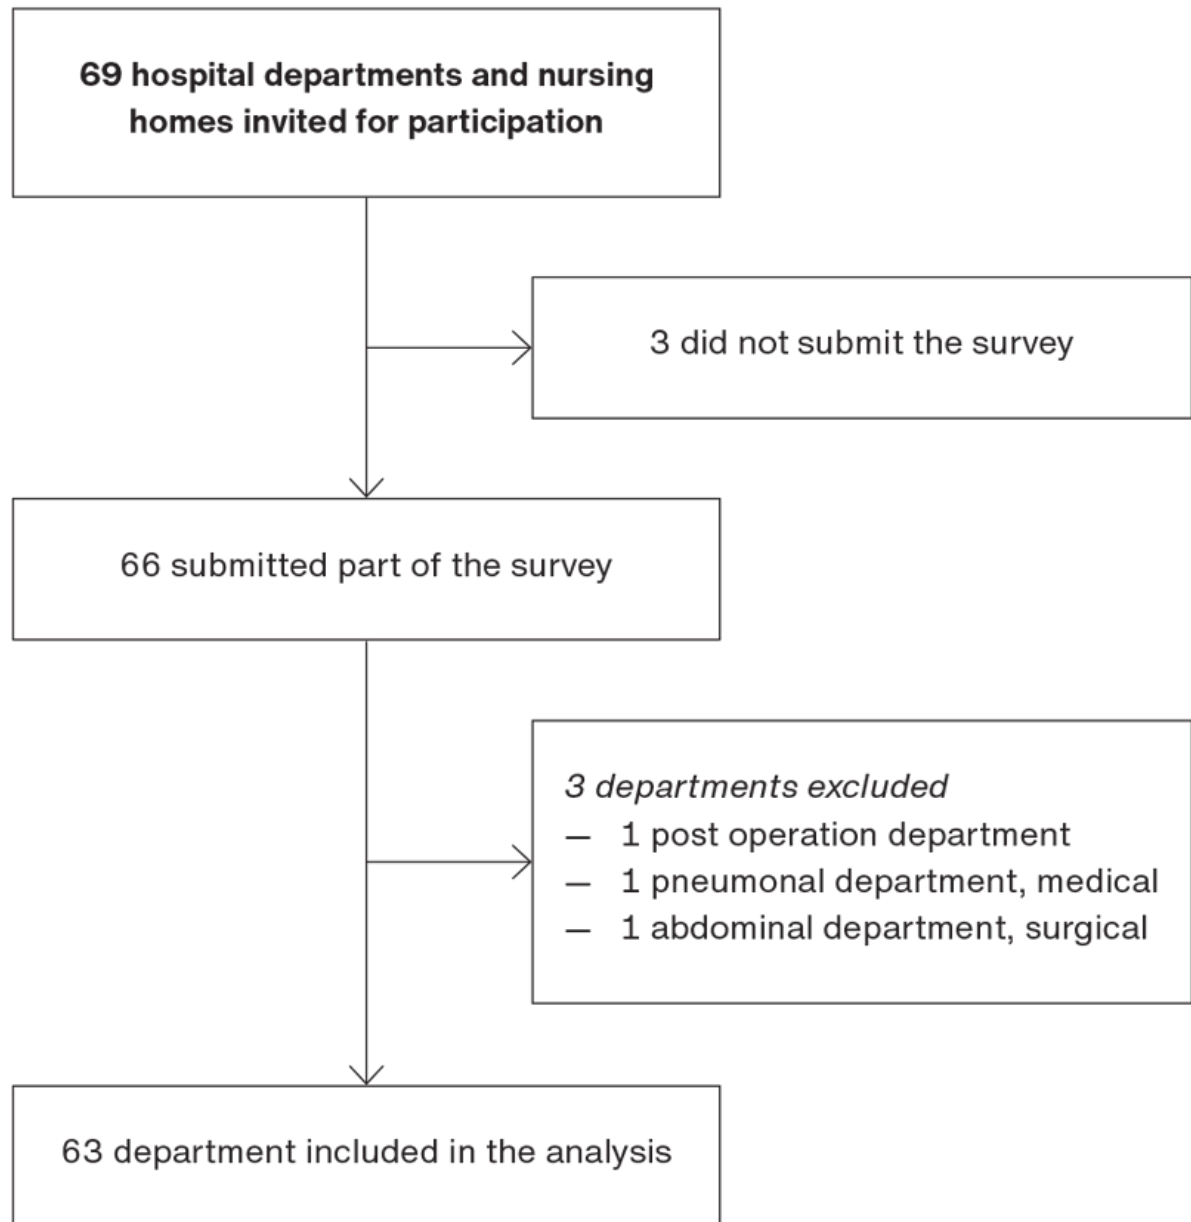 69 hospital departments and nursing
homes invited for participation
3 did not submit the survey
66 submitted part of the survey
3 departments excluded
— 1 post operation department
— 1 pneumonal department, medical
— 1 abdominal department, surgical
63 department included in the analysis